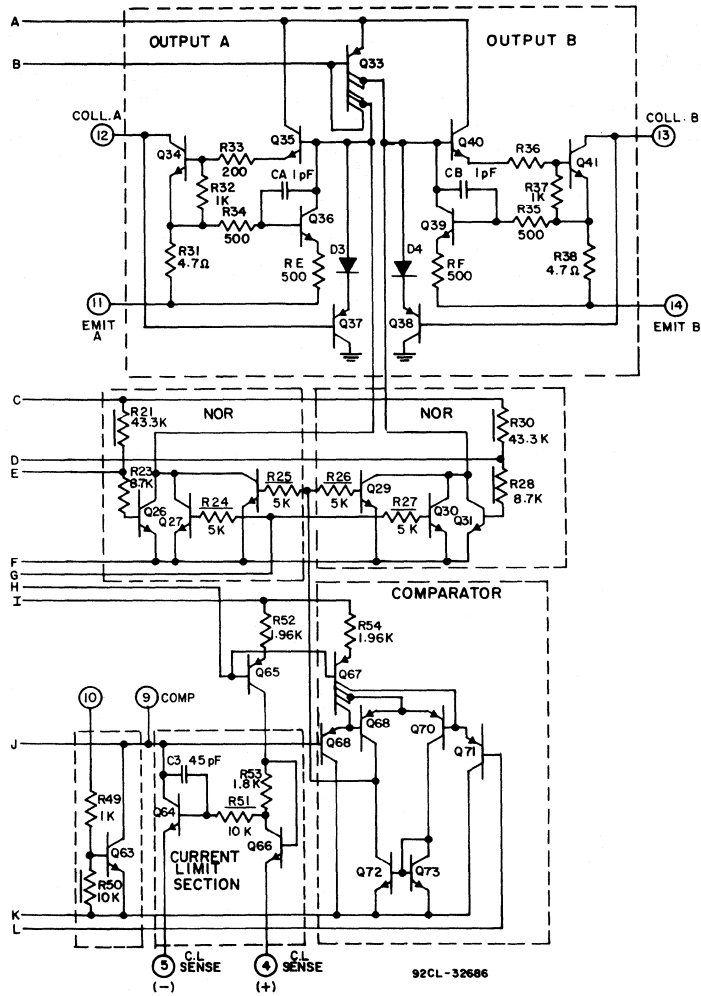 A
OUTPUT A
OUTPUT B
B
Q33
COLL. A
12
COLL. B
13
Q34
R33
200
Q35
Q40
R36
Q41
R32
1K
CA 1pF
CB 1pF
R37
1K
R34
500
Q36
Q39
R35
500
R31
4.7Ω
RE
500
D3
D4
RF
500
R38
4.7Ω
11
EMIT
A
Q37
Q38
14
EMIT B
C
NOR
NOR
R21
43.3K
R30
43.3K
D
E
R23
8.7K
R25
5K
R26
5K
Q29
R28
8.7K
Q26
Q27
R24
5K
R27
5K
Q30
Q31
F
G
H
I
COMPARATOR
R52
1.96K
R54
1.96K
Q65
Q67
10
9
COMP
J
Q68
Q68
Q70
Q71
C3 45pF
R53
1.8K
R49
1K
Q64
R51
10K
Q63
Q66
CURRENT
LIMIT
SECTION
Q72
Q73
R50
10K
K
L
5
C.L
SENSE
(-)
4
C.L
SENSE
(+)
92CL-32686